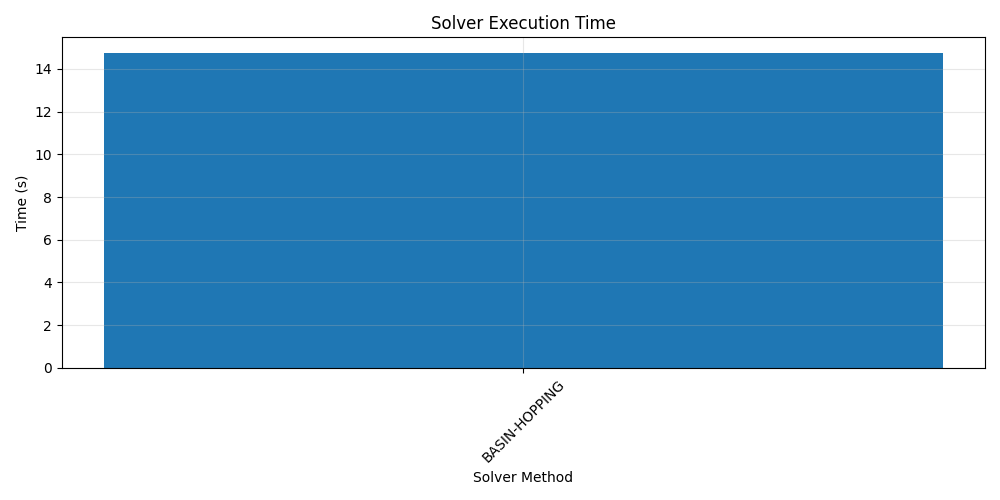 Solver Execution Time
Time (s)
14
12
10
8
6
4
2
0
BASIN-HOPPING
Solver Method